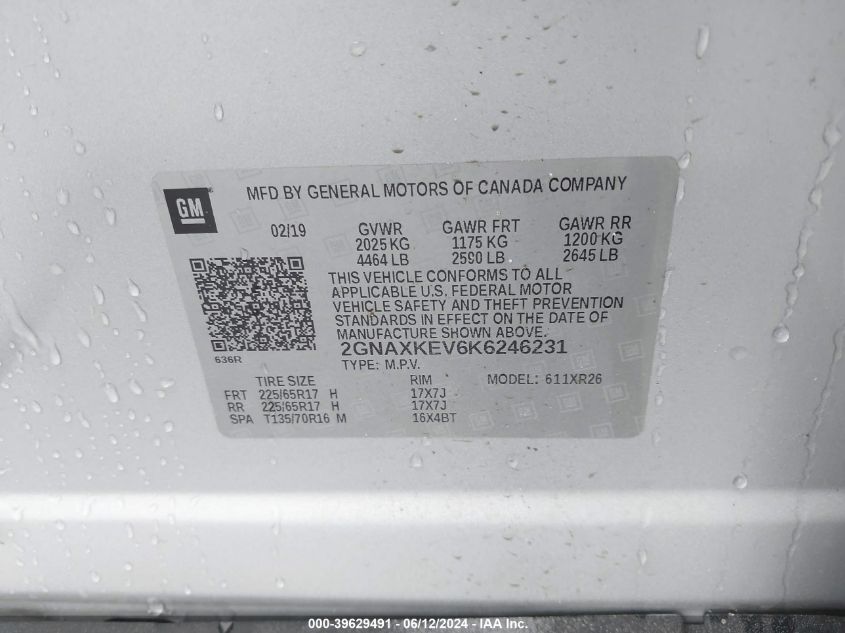 GM
MFD BY GENERAL MOTORS OF CANADA COMPANY
02/19 GVWR GAWR FRT GAWR RR
2025 KG 1175 KG 1200 KG
4464 LB 2590 LB 2645 LB
THIS VEHICLE CONFORMS TO ALL
APPLICABLE U.S. FEDERAL MOTOR
VEHICLE SAFETY AND THEFT PREVENTION
STANDARDS IN EFFECT ON THE DATE OF
MANUFACTURE SHOWN ABOVE.
2GNAXKEV6K6246231
636R
TYPE: M.P.V.
TIRE SIZE RIM MODEL: 611XR26
FRT 225/65R17 H 17X7J
RR 225/65R17 H 17X7J
SPA T135/70R16 M 16X4BT
000-39629491 - 06/12/2024 - IAA Inc.